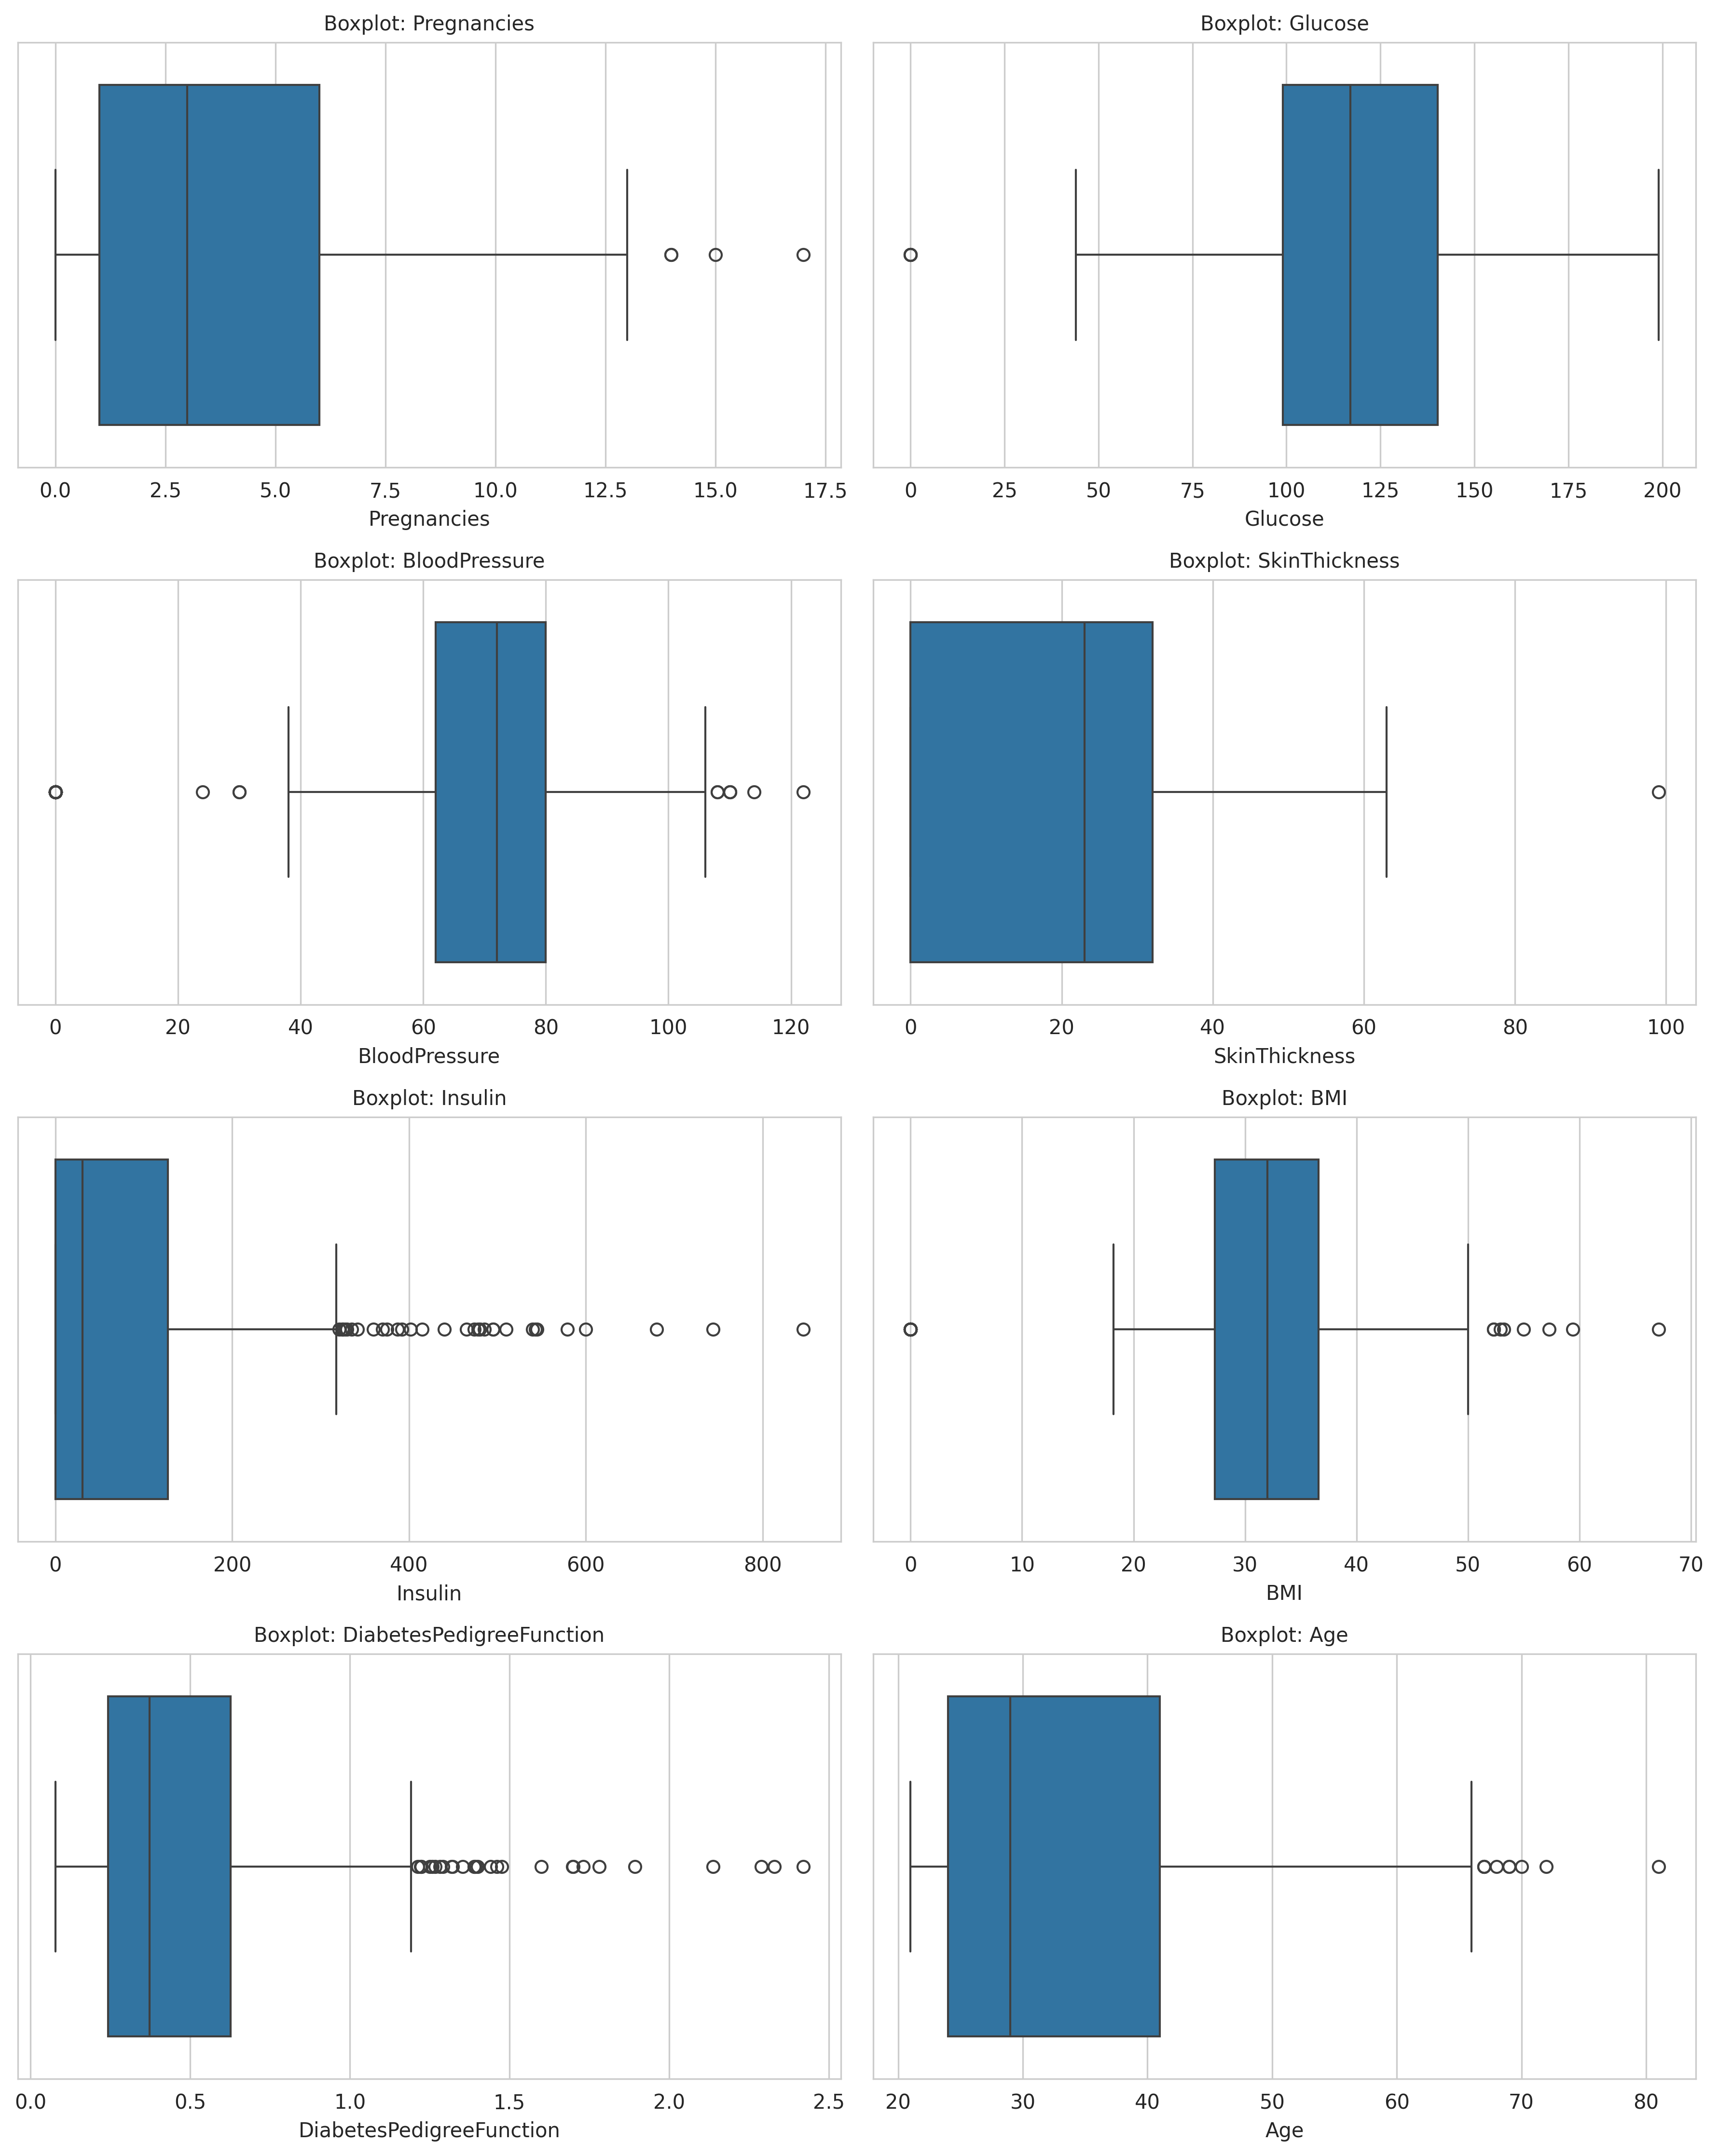 Boxplot: Pregnancies
0.0 2.5 5.0 7.5 10.0 12.5 15.0 17.5
Pregnancies
Boxplot: Glucose
0 25 50 75 100 125 150 175 200
Glucose
Boxplot: BloodPressure
0 20 40 60 80 100 120
BloodPressure
Boxplot: SkinThickness
0 20 40 60 80 100
SkinThickness
Boxplot: Insulin
0 200 400 600 800
Insulin
Boxplot: BMI
0 10 20 30 40 50 60 70
BMI
Boxplot: DiabetesPedigreeFunction
0.0 0.5 1.0 1.5 2.0 2.5
DiabetesPedigreeFunction
Boxplot: Age
20 30 40 50 60 70 80
Age